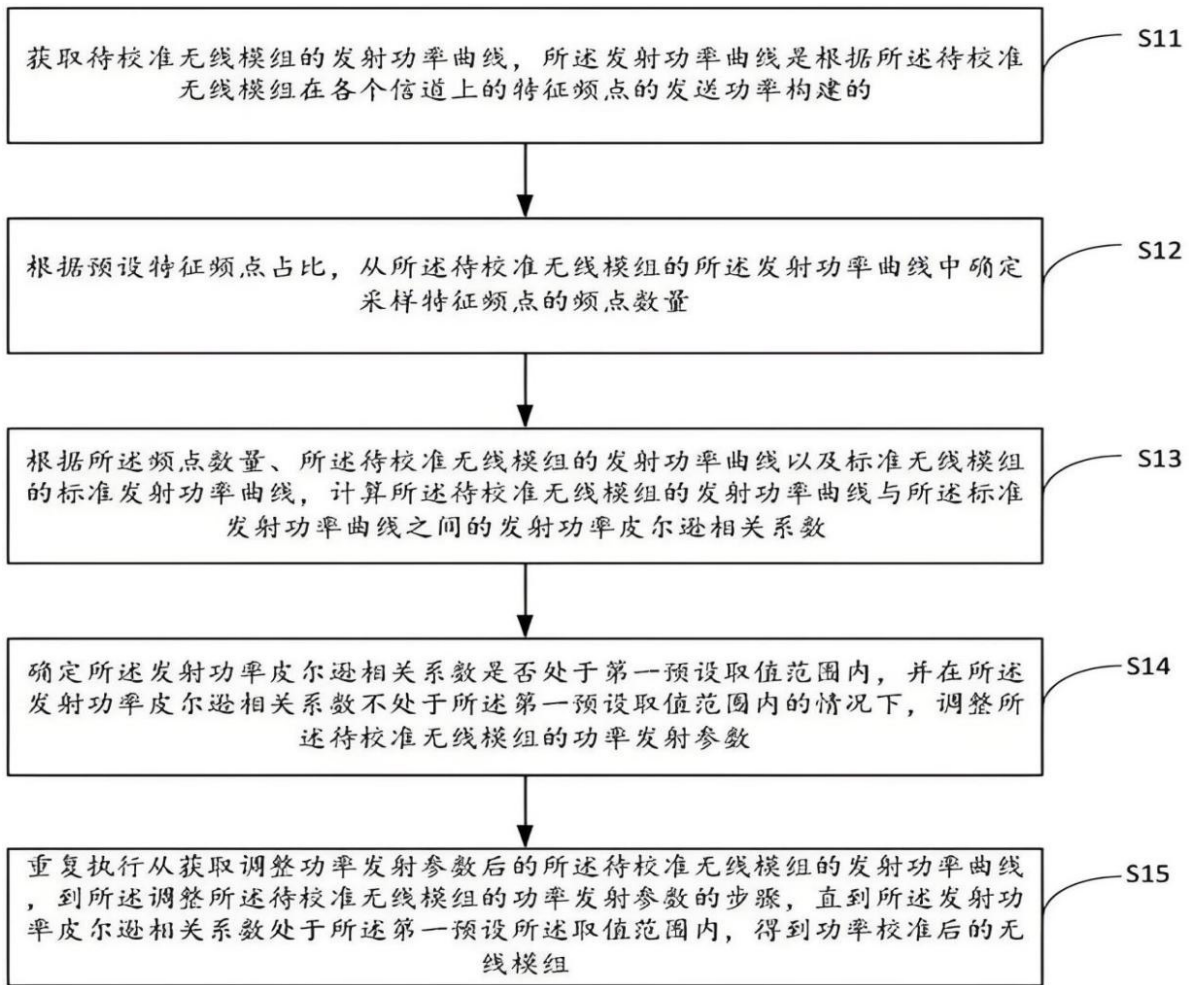 获取待校准无线模组的发射功率曲线，所述发射功率曲线是根据所述待校准
无线模组在各个信道上的特征频点的发送功率构建的
S11
根据预设特征频点占比，从所述待校准无线模组的所述发射功率曲线中确定
采样特征频点的频点数量
S12
根据所述频点数量、所述待校准无线模组的发射功率曲线以及标准无线模组
的标准发射功率曲线，计算所述待校准无线模组的发射功率曲线与所述标准
发射功率曲线之间的发射功率皮尔逊相关系数
S13
确定所述发射功率皮尔逊相关系数是否处于第一预设取值范围内，并在所述
发射功率皮尔逊相关系数不处于所述第一预设取值范围内的情况下，调整所
述待校准无线模组的功率发射参数
S14
重复执行从获取调整功率发射参数后的所述待校准无线模组的发射功率曲线
，到所述调整所述待校准无线模组的功率发射参数的步骤，直到所述发射功
率皮尔逊相关系数处于所述第一预设所述取值范围内，得到功率校准后的无
线模组
S15